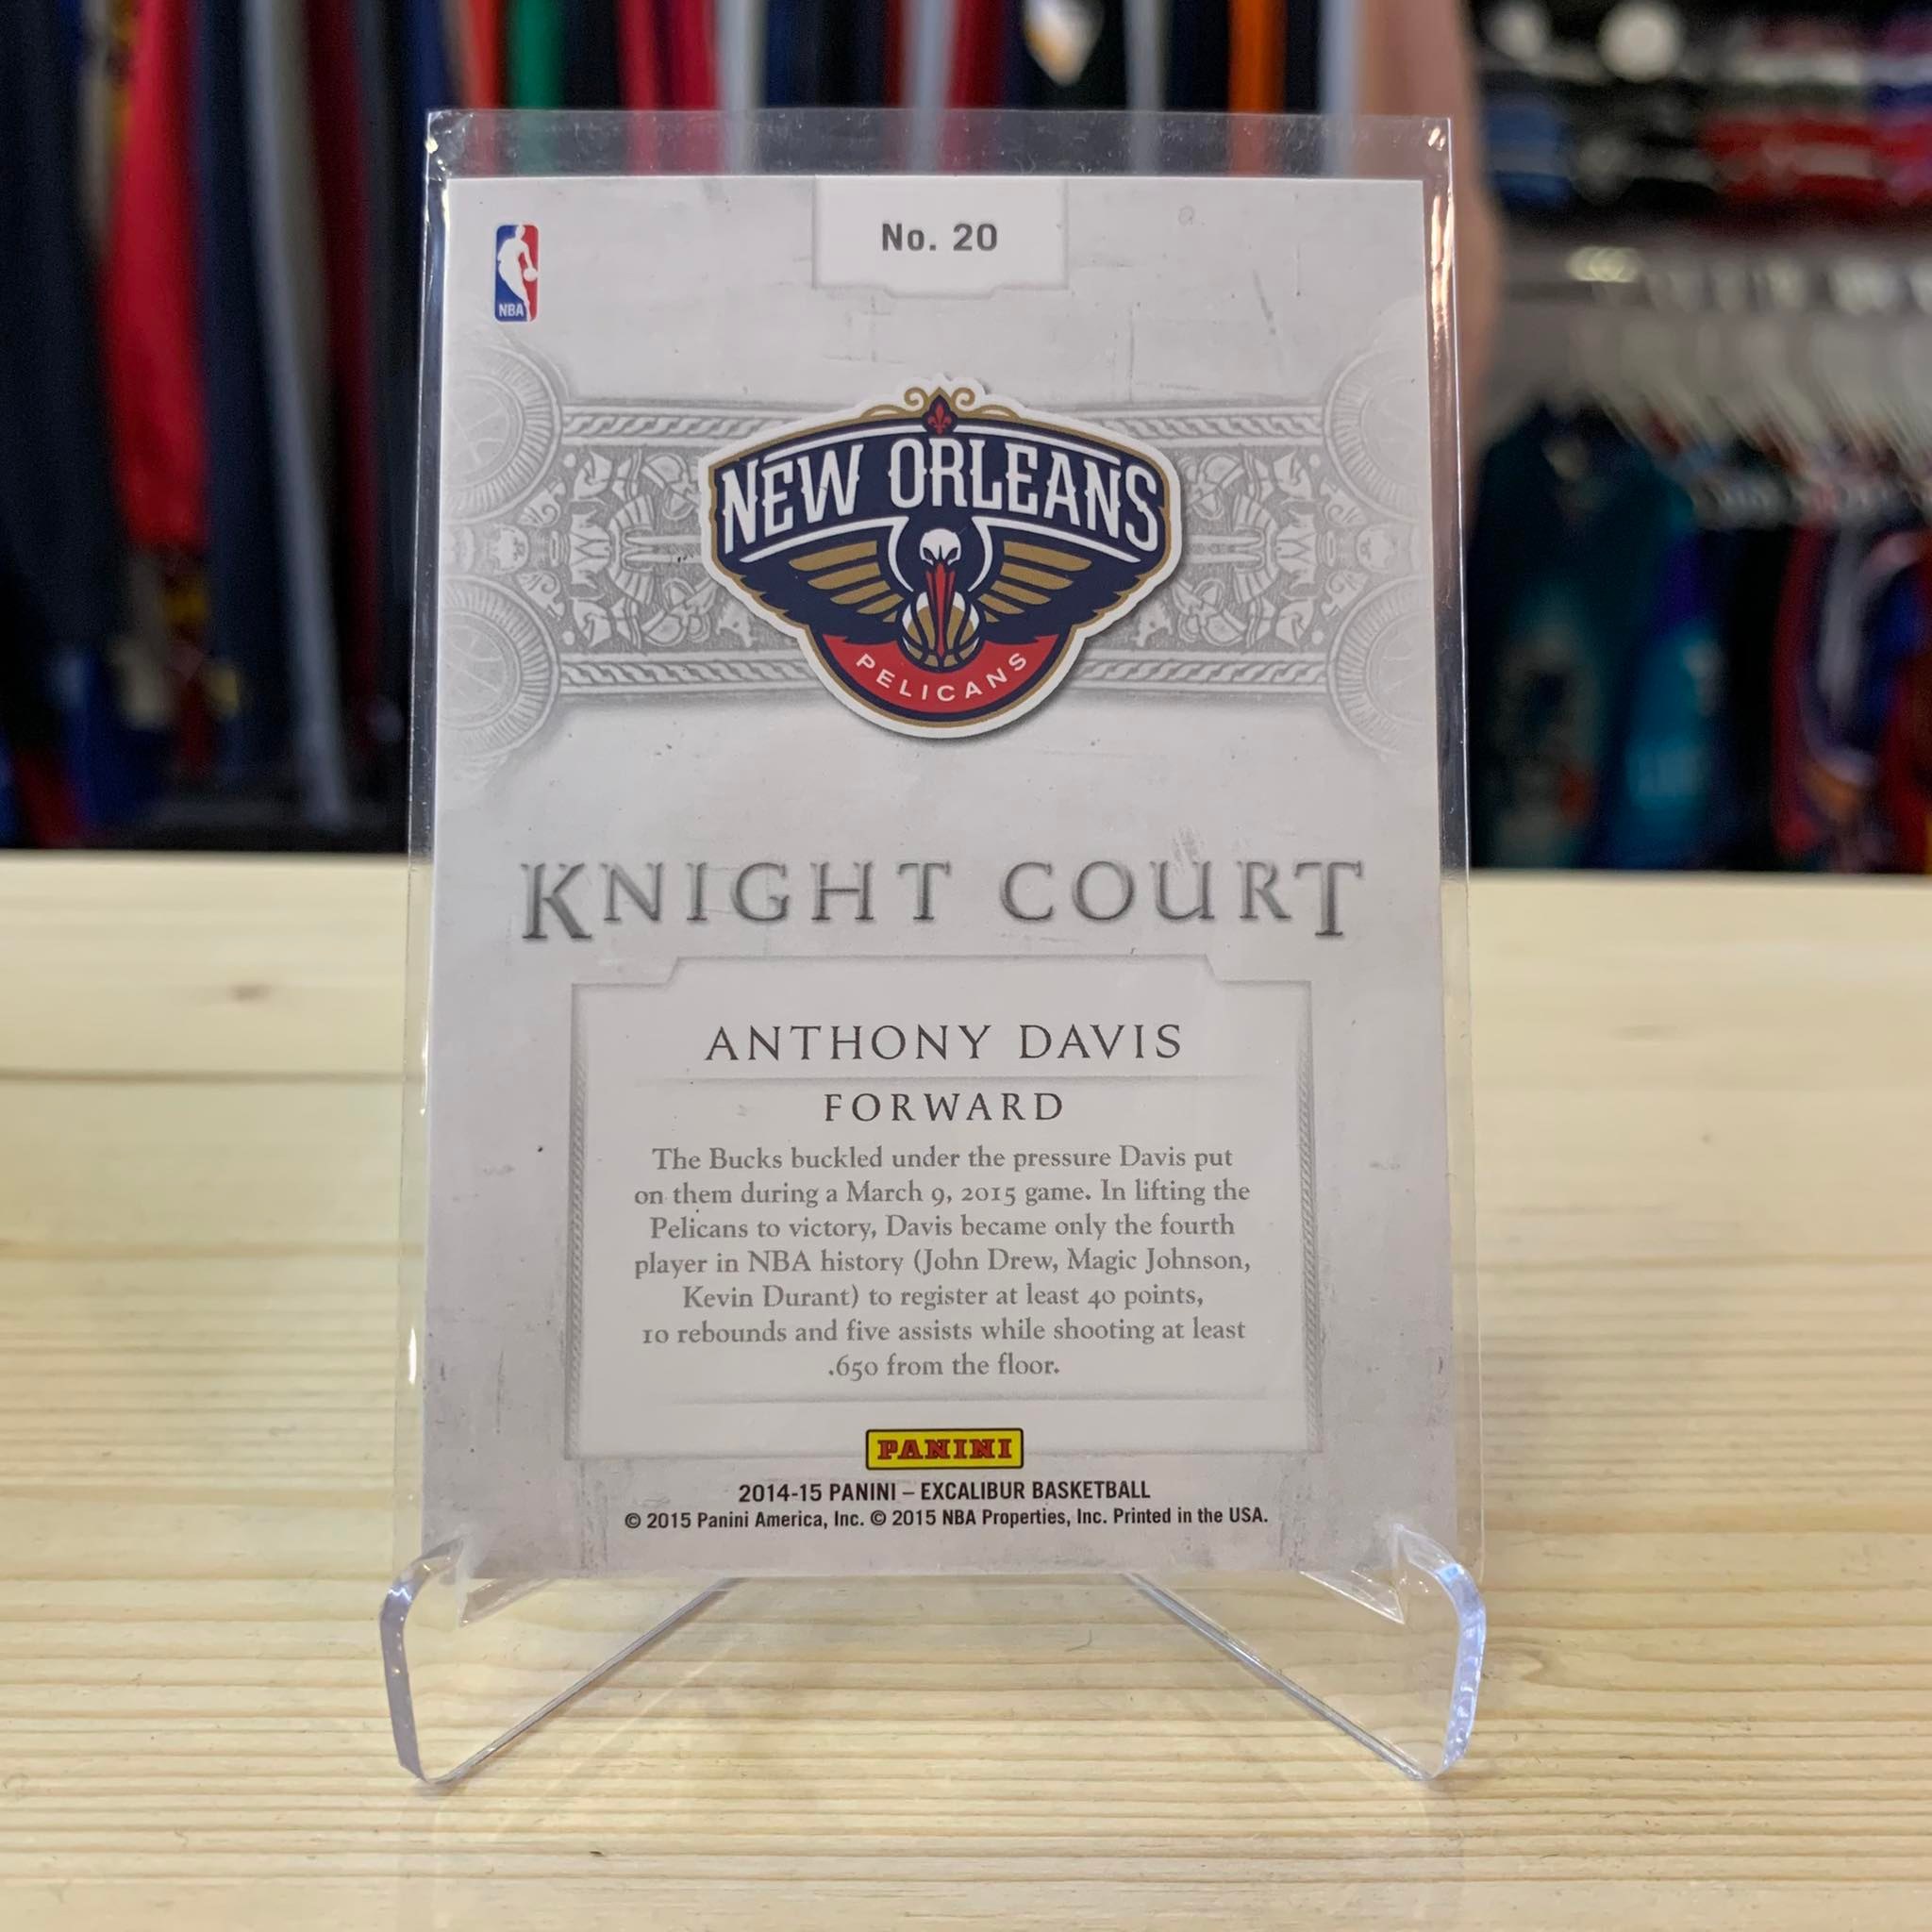 No. 20
NBA
NEW ORLEANS
PELICANS
KNIGHT COURT
ANTHONY DAVIS
FORWARD
The Bucks buckled under the pressure Davis put
on them during a March 9, 2015 game. In lifting the
Pelicans to victory, Davis became only the fourth
player in NBA history (John Drew, Magic Johnson,
Kevin Durant) to register at least 40 points,
10 rebounds and five assists while shooting at least
.650 from the floor.
PANINI
2014-15 PANINI – EXCALIBUR BASKETBALL
© 2015 Panini America, Inc. © 2015 NBA Properties, Inc. Printed in the USA.